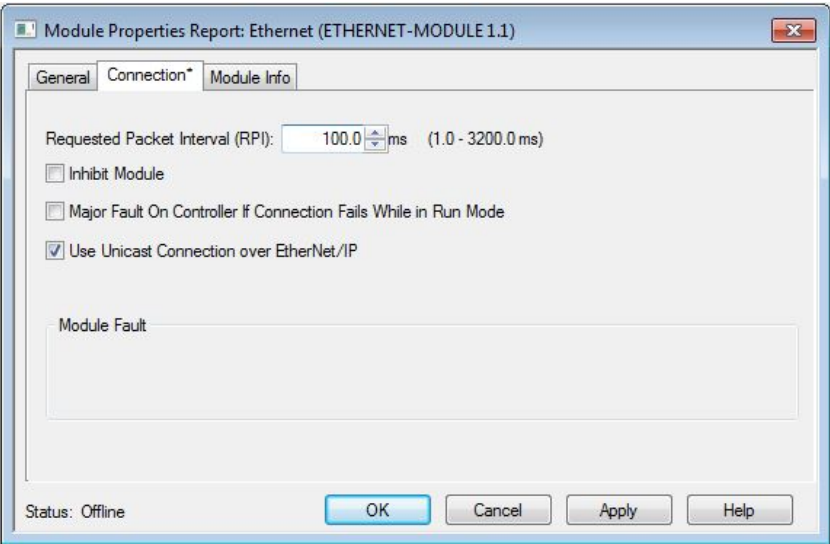 Module Properties Report: Ethernet (ETHERNET-MODULE 1.1)
General Connection* Module Info
Requested Packet Interval (RPI): 100.0 ms (1.0 - 3200.0 ms)
Inhibit Module
Major Fault On Controller If Connection Fails While in Run Mode
Use Unicast Connection over EtherNet/IP
Module Fault
Status: Offline OK Cancel Apply Help